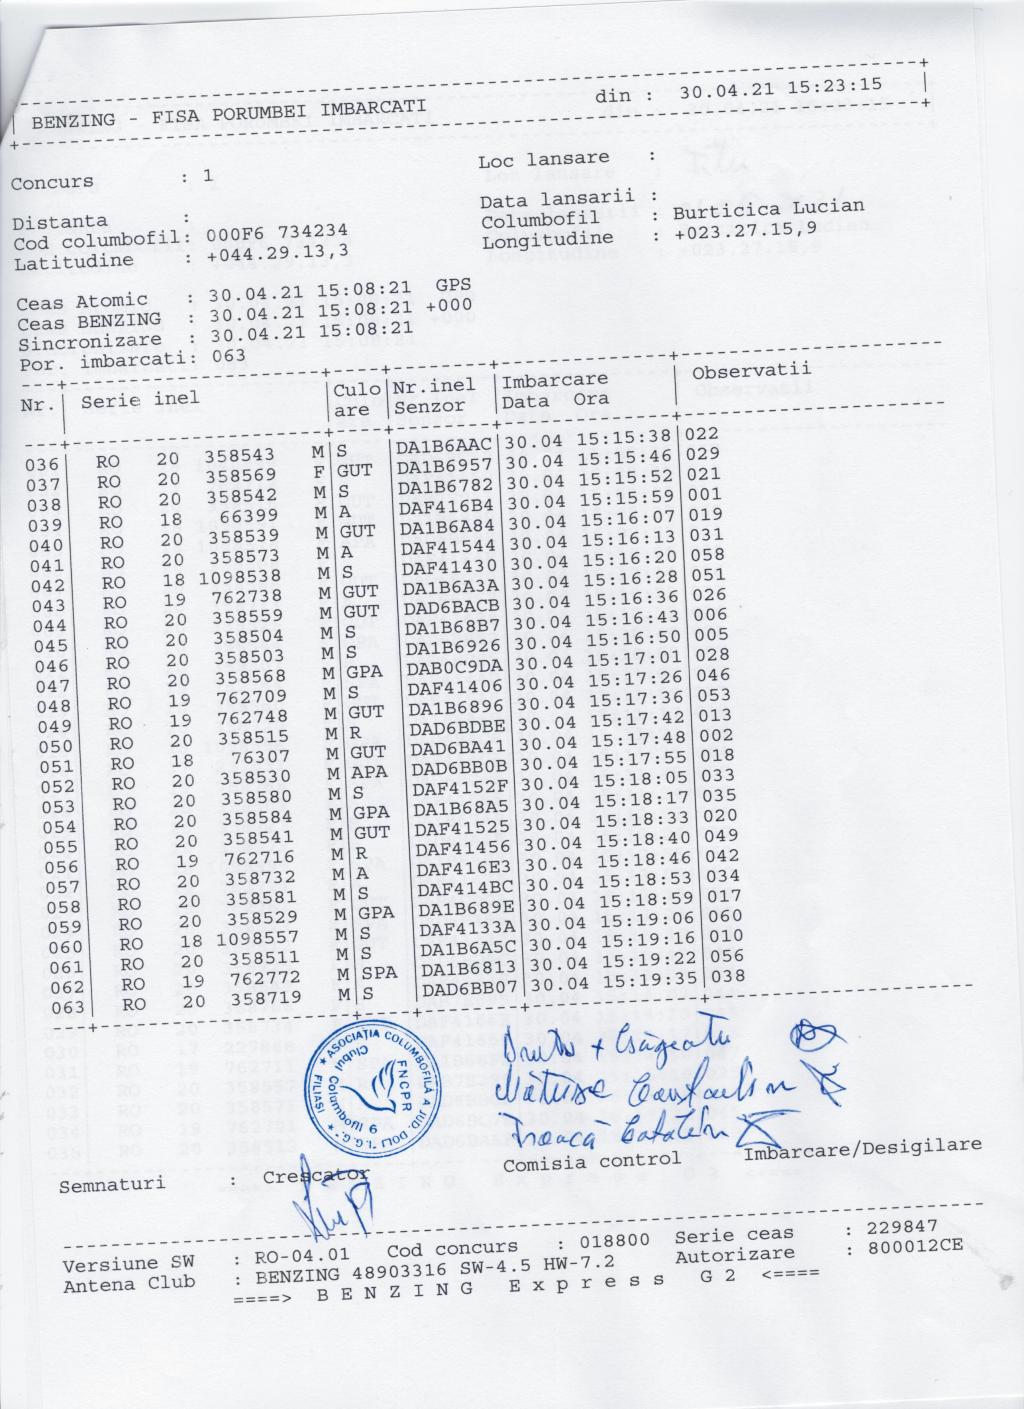 BENZING - FISA PORUMBEI IMBARCATI din : 30.04.21 15:23:15
Concurs : 1 Loc lansare :
Distanta : Data lansarii :
Cod columbofil: 000F6 734234 Columbofil : Burticica Lucian
Latitudine : +044.29.13,3 Longitudine : +023.27.15,9
Ceas Atomic : 30.04.21 15:08:21 GPS
Ceas BENZING : 30.04.21 15:08:21 +000
Sincronizare : 30.04.21 15:08:21
Por. imbarcati: 063
Nr. | Serie inel | Culo | Nr.inel | Imbarcare | Observatii
are | Senzor | Data Ora
036| RO 20 358543 M|S DA1B6AAC|30.04 15:15:38|022
037| RO 20 358569 F|GUT DA1B6957|30.04 15:15:46|029
038| RO 20 358542 M|S DA1B6782|30.04 15:15:52|021
039| RO 18 66399 M|A DAF416B4|30.04 15:15:59|001
040| RO 20 358539 M|GUT DA1B6A84|30.04 15:16:07|019
041| RO 20 358573 M|A DAF41544|30.04 15:16:13|031
042| RO 18 1098538 M|S DAF41430|30.04 15:16:20|058
043| RO 19 762738 M|GUT DA1B6A3A|30.04 15:16:28|051
044| RO 20 358559 M|GUT DAD6BACB|30.04 15:16:36|026
045| RO 20 358504 M|S DA1B68B7|30.04 15:16:43|006
046| RO 20 358503 M|S DA1B6926|30.04 15:16:50|005
047| RO 20 358568 M|GPA DAB0C9DA|30.04 15:17:01|028
048| RO 19 762709 M|S DAF41406|30.04 15:17:26|046
049| RO 19 762748 M|GUT DA1B6896|30.04 15:17:36|053
050| RO 20 358515 M|R DAD6BDBE|30.04 15:17:42|013
051| RO 18 76307 M|GUT DAD6BA41|30.04 15:17:48|002
052| RO 20 358530 M|APA DAD6BB0B|30.04 15:17:55|018
053| RO 20 358580 M|S DAF4152F|30.04 15:18:05|033
054| RO 20 358584 M|GPA DA1B68A5|30.04 15:18:17|035
055| RO 20 358541 M|GUT DAF41525|30.04 15:18:33|020
056| RO 19 762716 M|R DAF41456|30.04 15:18:40|049
057| RO 20 358732 M|A DAF416E3|30.04 15:18:46|042
058| RO 20 358581 M|S DAF414BC|30.04 15:18:53|034
059| RO 20 358529 M|GPA DA1B689E|30.04 15:18:59|017
060| RO 18 1098557 M|S DAF4133A|30.04 15:19:06|060
061| RO 20 358511 M|S DA1B6A5C|30.04 15:19:16|010
062| RO 19 762772 M|SPA DA1B6813|30.04 15:19:22|056
063| RO 20 358719 M|S DAD6BB07|30.04 15:19:35|038
ASOCIAȚIA COLUMBOFILĂ A JUD. DOLJ "I.G." FILIAȘI
Clubul Columbofil 9
FNCPR
Semnaturi : Crescator Comisia control Imbarcare/Desigilare
Versiune SW : RO-04.01 Cod concurs : 018800 Serie ceas : 229847
Antena Club : BENZING 48903316 SW-4.5 HW-7.2 Autorizare : 800012CE
====> B E N Z I N G E x p r e s s G 2 <====